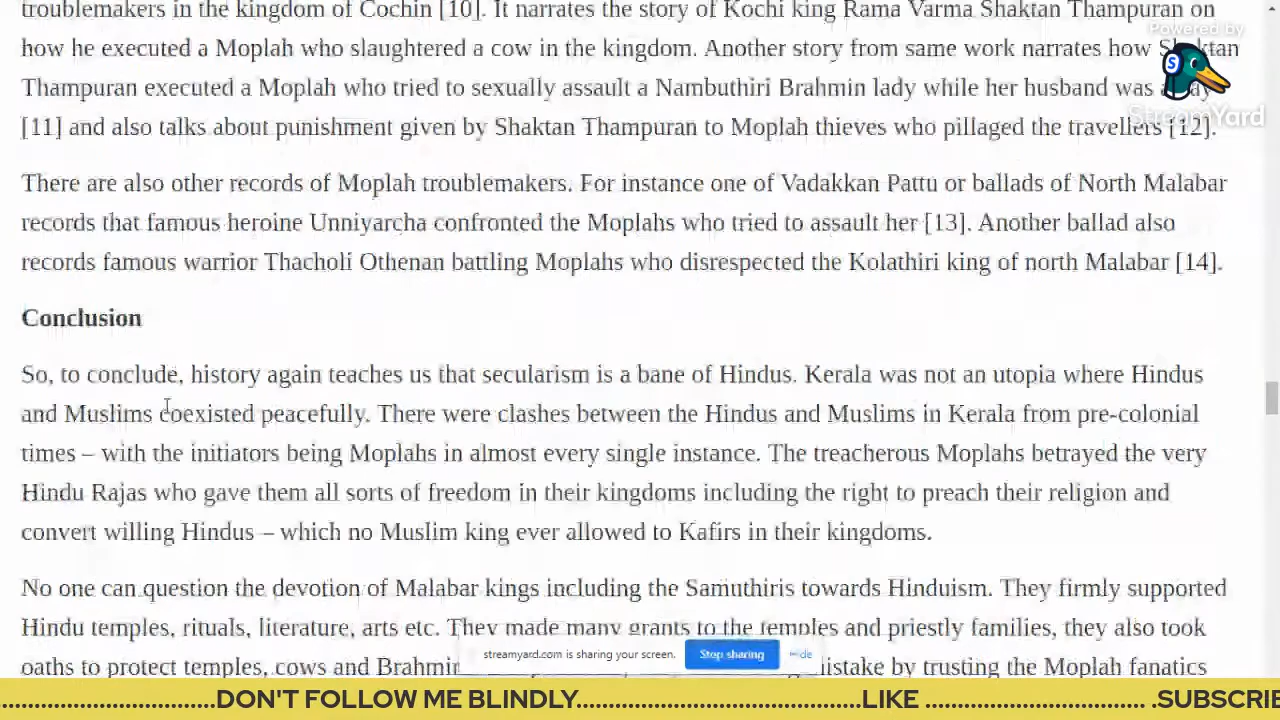 troublemakers in the kingdom of Cochin [10]. It narrates the story of Kochi king Rama Varma Shaktan Thampuran on
Powered by
how he executed a Moplah who slaughtered a cow in the kingdom. Another story from same work narrates how Shaktan
Thampuran executed a Moplah who tried to sexually assault a Nambuthiri Brahmin lady while her husband was away
StreamYard
[11] and also talks about punishment given by Shaktan Thampuran to Moplah thieves who pillaged the travellers [12].
There are also other records of Moplah troublemakers. For instance one of Vadakkan Pattu or ballads of North Malabar
records that famous heroine Unniyarcha confronted the Moplahs who tried to assault her [13]. Another ballad also
records famous warrior Thacholi Othenan battling Moplahs who disrespected the Kolathiri king of north Malabar [14].
Conclusion
So, to conclude, history again teaches us that secularism is a bane of Hindus. Kerala was not an utopia where Hindus
and Muslims coexisted peacefully. There were clashes between the Hindus and Muslims in Kerala from pre-colonial
times – with the initiators being Moplahs in almost every single instance. The treacherous Moplahs betrayed the very
Hindu Rajas who gave them all sorts of freedom in their kingdoms including the right to preach their religion and
convert willing Hindus – which no Muslim king ever allowed to Kafirs in their kingdoms.
No one can question the devotion of Malabar kings including the Samuthiris towards Hinduism. They firmly supported
Hindu temples, rituals, literature, arts etc. They made many grants to the temples and priestly families, they also took
streamyard.com is sharing your screen. Stop sharing Hide
oaths to protect temples, cows and mistake by trusting the Moplah fanatics
..............................DON'T FOLLOW ME BLINDLY.......................................................LIKE ........................................... .SUBSCRIB